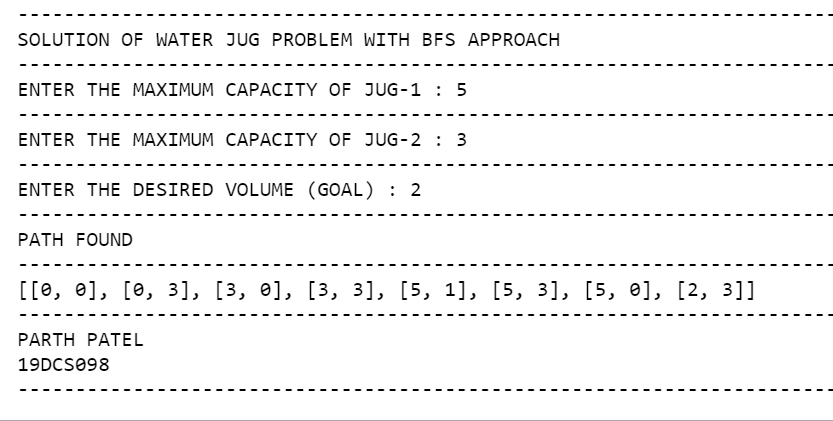 --------------------------------------------------------------------------------
SOLUTION OF WATER JUG PROBLEM WITH BFS APPROACH
--------------------------------------------------------------------------------
ENTER THE MAXIMUM CAPACITY OF JUG-1 : 5
--------------------------------------------------------------------------------
ENTER THE MAXIMUM CAPACITY OF JUG-2 : 3
--------------------------------------------------------------------------------
ENTER THE DESIRED VOLUME (GOAL) : 2
--------------------------------------------------------------------------------
PATH FOUND
--------------------------------------------------------------------------------
[[0, 0], [0, 3], [3, 0], [3, 3], [5, 1], [5, 3], [5, 0], [2, 3]]
--------------------------------------------------------------------------------
PARTH PATEL
19DCS098
--------------------------------------------------------------------------------